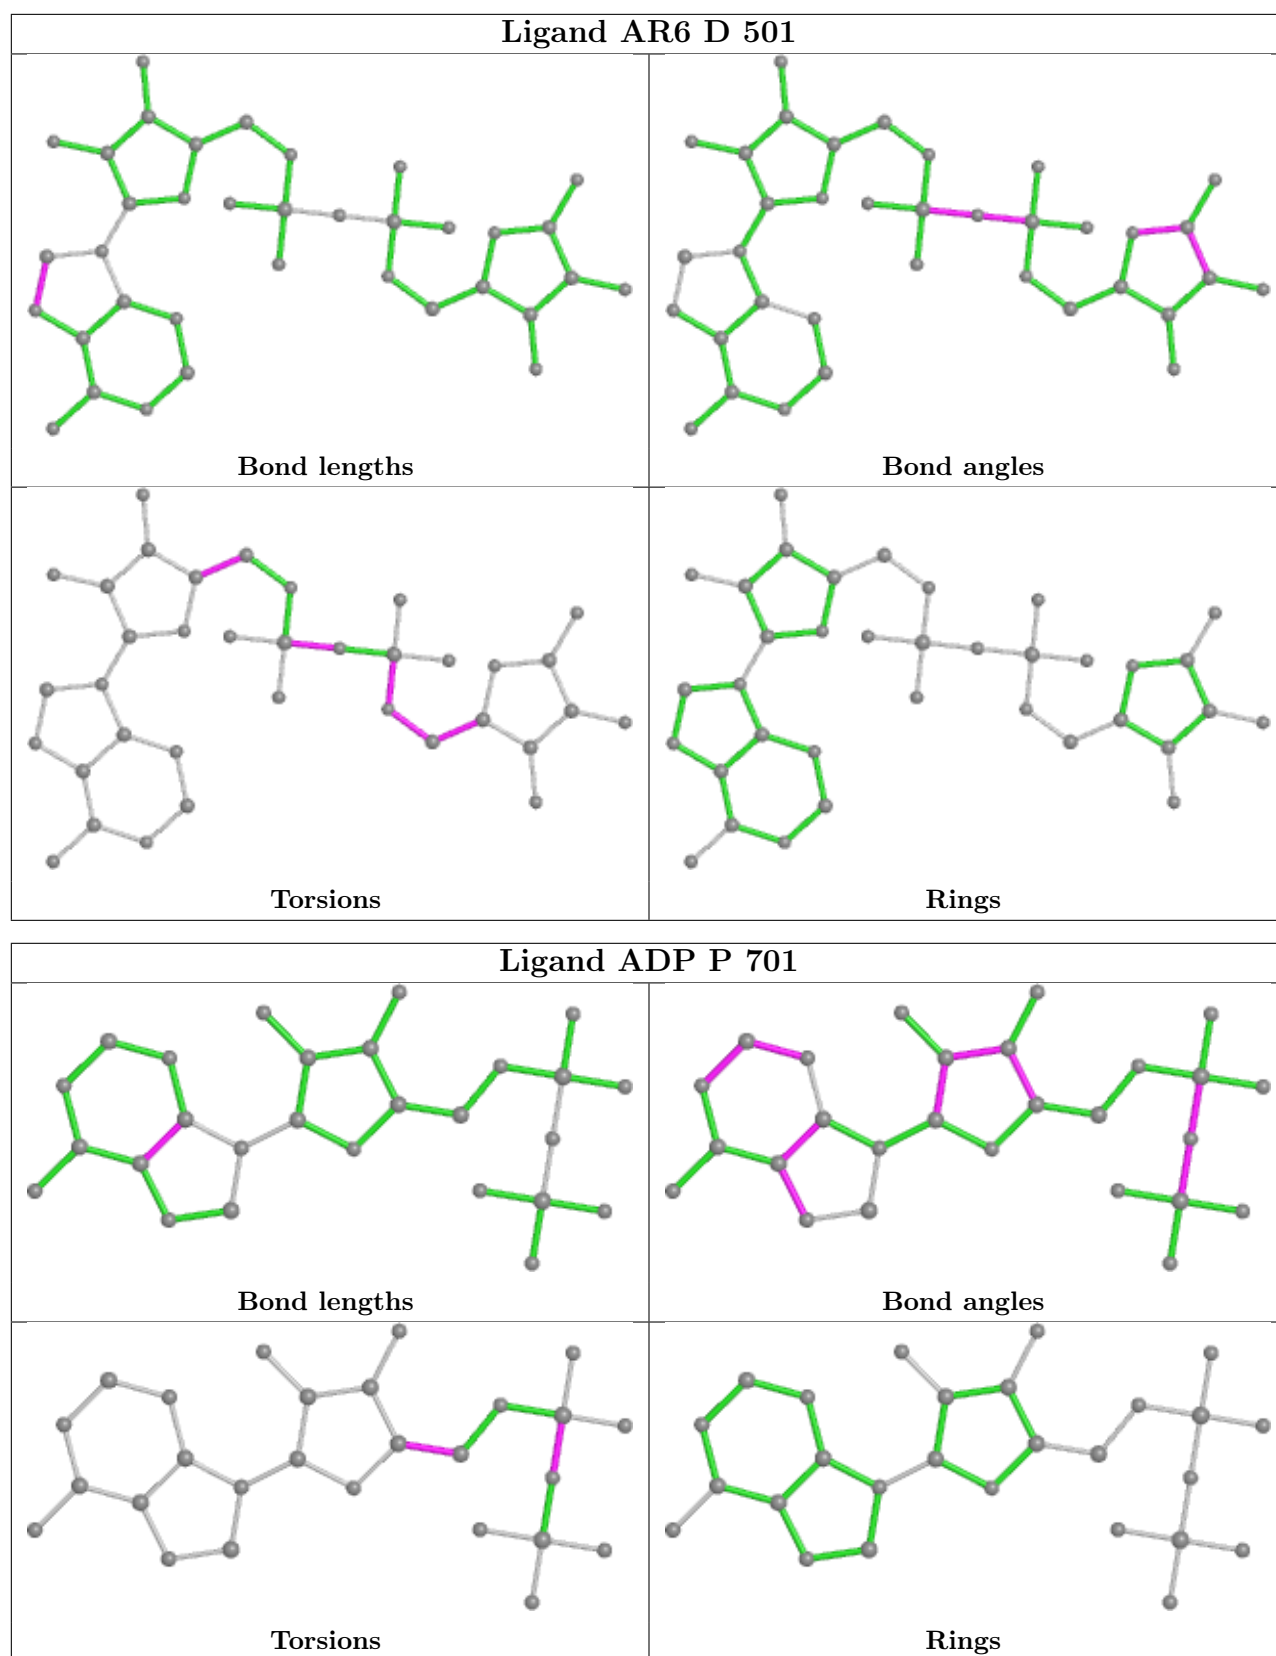 Ligand AR6 D 501
Bond lengths
Bond angles
Torsions
Rings
Ligand ADP P 701
Bond lengths
Bond angles
Torsions
Rings